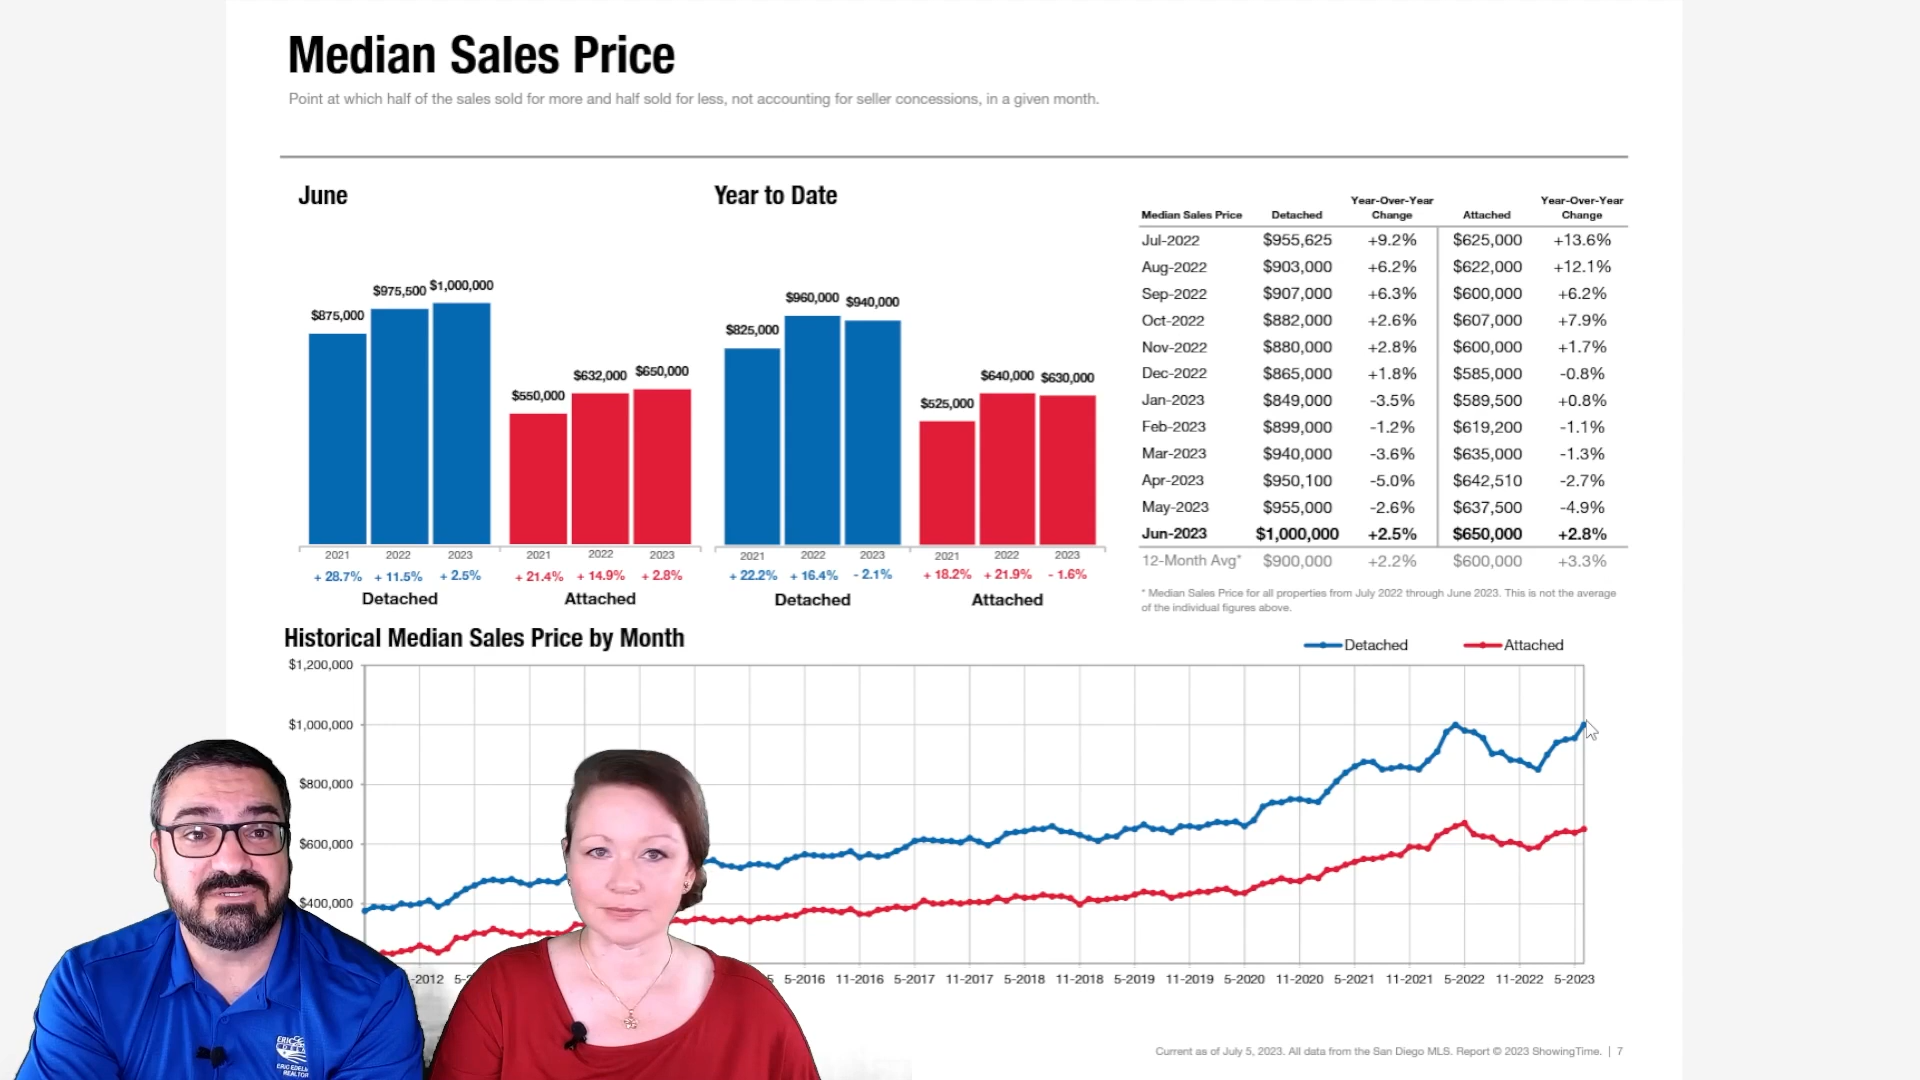 Median Sales Price
Point at which half of the sales sold for more and half sold for less, not accounting for seller concessions, in a given month.
June
$875,000 $975,500 $1,000,000
$550,000 $632,000 $650,000
2021 2022 2023 2021 2022 2023
+ 28.7% + 11.5% + 2.5% + 21.4% + 14.9% + 2.8%
Detached Attached
Year to Date
$825,000 $960,000 $940,000
$525,000 $640,000 $630,000
2021 2022 2023 2021 2022 2023
+ 22.2% + 16.4% - 2.1% + 18.2% + 21.9% - 1.6%
Detached Attached
Median Sales Price Detached Year-Over-Year Change Attached Year-Over-Year Change
Jul-2022 $955,625 +9.2% $625,000 +13.6%
Aug-2022 $903,000 +6.2% $622,000 +12.1%
Sep-2022 $907,000 +6.3% $600,000 +6.2%
Oct-2022 $882,000 +2.6% $607,000 +7.9%
Nov-2022 $880,000 +2.8% $600,000 +1.7%
Dec-2022 $865,000 +1.8% $585,000 -0.8%
Jan-2023 $849,000 -3.5% $589,500 +0.8%
Feb-2023 $899,000 -1.2% $619,200 -1.1%
Mar-2023 $940,000 -3.6% $635,000 -1.3%
Apr-2023 $950,100 -5.0% $642,510 -2.7%
May-2023 $955,000 -2.6% $637,500 -4.9%
Jun-2023 $1,000,000 +2.5% $650,000 +2.8%
12-Month Avg* $900,000 +2.2% $600,000 +3.3%
* Median Sales Price for all properties from July 2022 through June 2023. This is not the average
of the individual figures above.
Historical Median Sales Price by Month
Detached Attached
$1,200,000
$1,000,000
$800,000
$600,000
$400,000
-2012 5-2016 11-2016 5-2017 11-2017 5-2018 11-2018 5-2019 11-2019 5-2020 11-2020 5-2021 11-2021 5-2022 11-2022 5-2023
ERIC
REALTOR
Current as of July 5, 2023. All data from the San Diego MLS. Report © 2023 ShowingTime. | 7